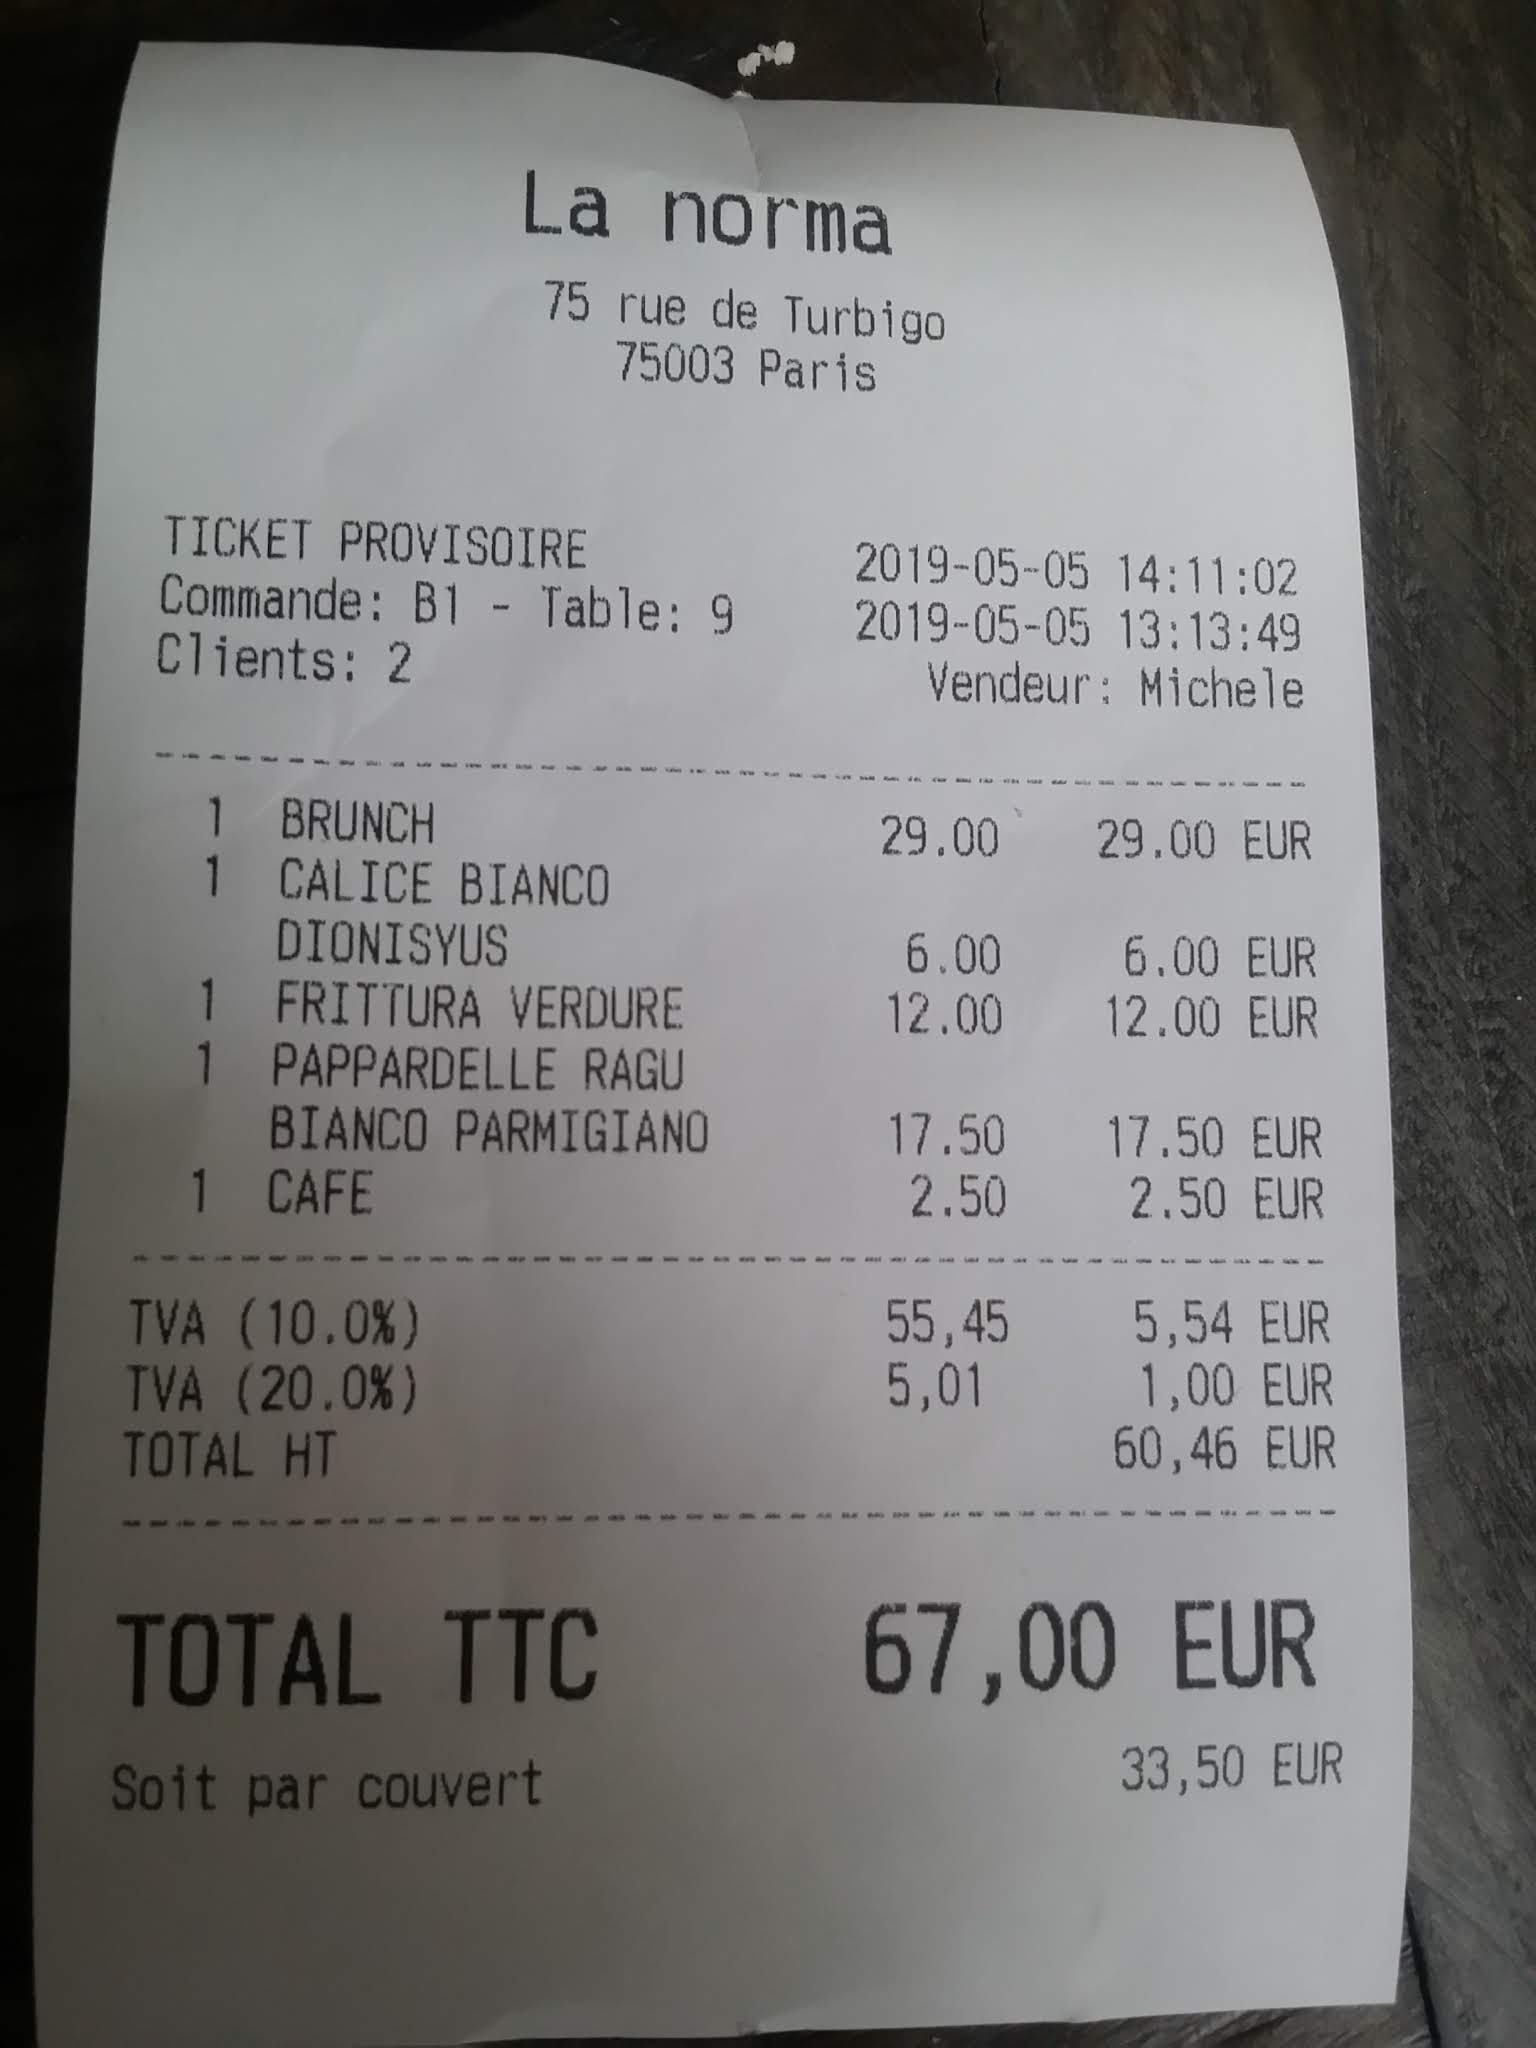 La norma
75 rue de Turbigo
75003 Paris
TICKET PROVISOIRE 2019-05-05 14:11:02
Commande: B1 - Table: 9 2019-05-05 13:13:49
Clients: 2 Vendeur: Michele
1 BRUNCH 29.00 29.00 EUR
1 CALICE BIANCO
DIONISYUS 6.00 6.00 EUR
1 FRITTURA VERDURE 12.00 12.00 EUR
1 PAPPARDELLE RAGU
BIANCO PARMIGIANO 17.50 17.50 EUR
1 CAFE 2.50 2.50 EUR
TVA (10.0%) 55,45 5,54 EUR
TVA (20.0%) 5,01 1,00 EUR
TOTAL HT 60,46 EUR
TOTAL TTC 67,00 EUR
Soit par couvert 33,50 EUR